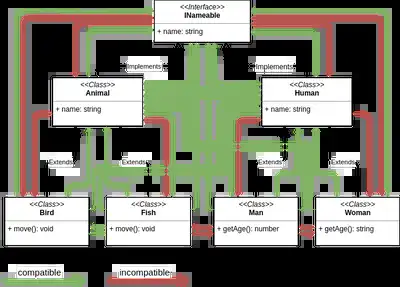 <<Interface>>
INameable
+ name: string
Implements
Implements
<<Class>>
Animal
+ name: string
<<Class>>
Human
+ name: string
Extends
Extends
Extends
Extends
<<Class>>
Bird
+ move(): void
<<Class>>
Fish
+ move(): void
<<Class>>
Man
+ getAge(): number
<<Class>>
Woman
+ getAge(): string
compatible
incompatible